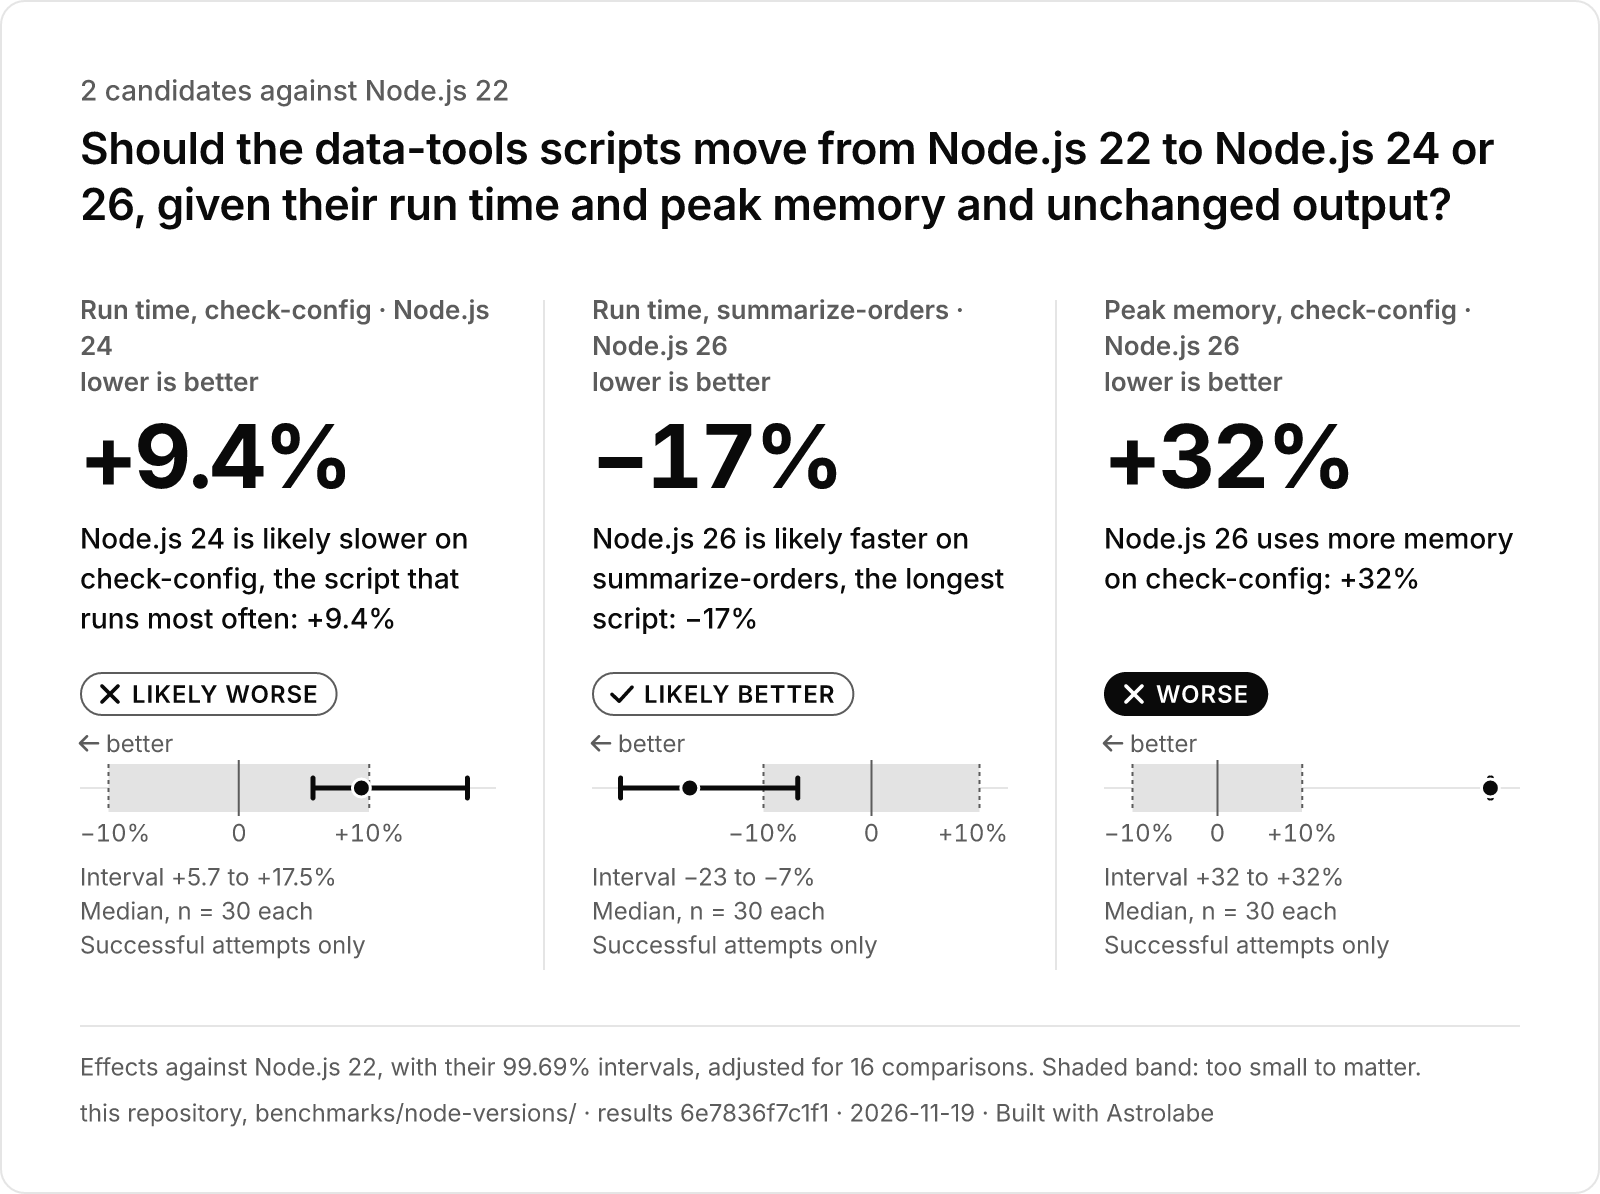 2 candidates against Node.js 22
Should the data-tools scripts move from Node.js 22 to Node.js 24 or
26, given their run time and peak memory and unchanged output?
Run time, check-config · Node.js
24
lower is better
+9.4%
Node.js 24 is likely slower on
check-config, the script that
runs most often: +9.4%
LIKELY WORSE
← better
−10% 0 +10%
Interval +5.7 to +17.5%
Median, n = 30 each
Successful attempts only
Run time, summarize-orders ·
Node.js 26
lower is better
−17%
Node.js 26 is likely faster on
summarize-orders, the longest
script: −17%
LIKELY BETTER
← better
−10% 0 +10%
Interval −23 to −7%
Median, n = 30 each
Successful attempts only
Peak memory, check-config ·
Node.js 26
lower is better
+32%
Node.js 26 uses more memory
on check-config: +32%
WORSE
← better
−10% 0 +10%
Interval +32 to +32%
Median, n = 30 each
Successful attempts only
Effects against Node.js 22, with their 99.69% intervals, adjusted for 16 comparisons. Shaded band: too small to matter.
this repository, benchmarks/node-versions/ · results 6e7836f7c1f1 · 2026-11-19 · Built with Astrolabe